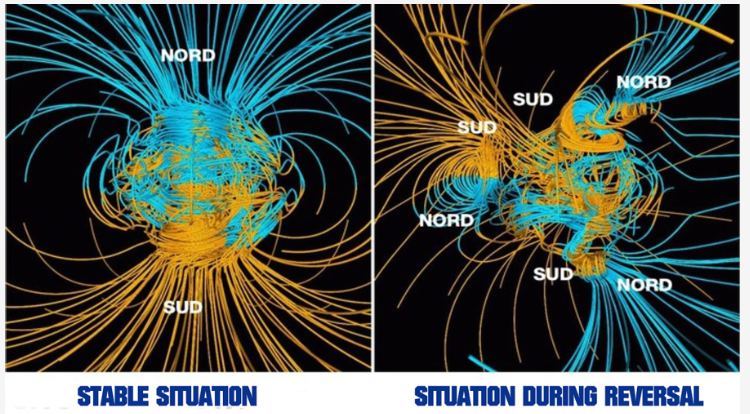 NORD
SUD
STABLE SITUATION
NORD
SUD
SUD
NORD
SUD
NORD
SITUATION DURING REVERSAL